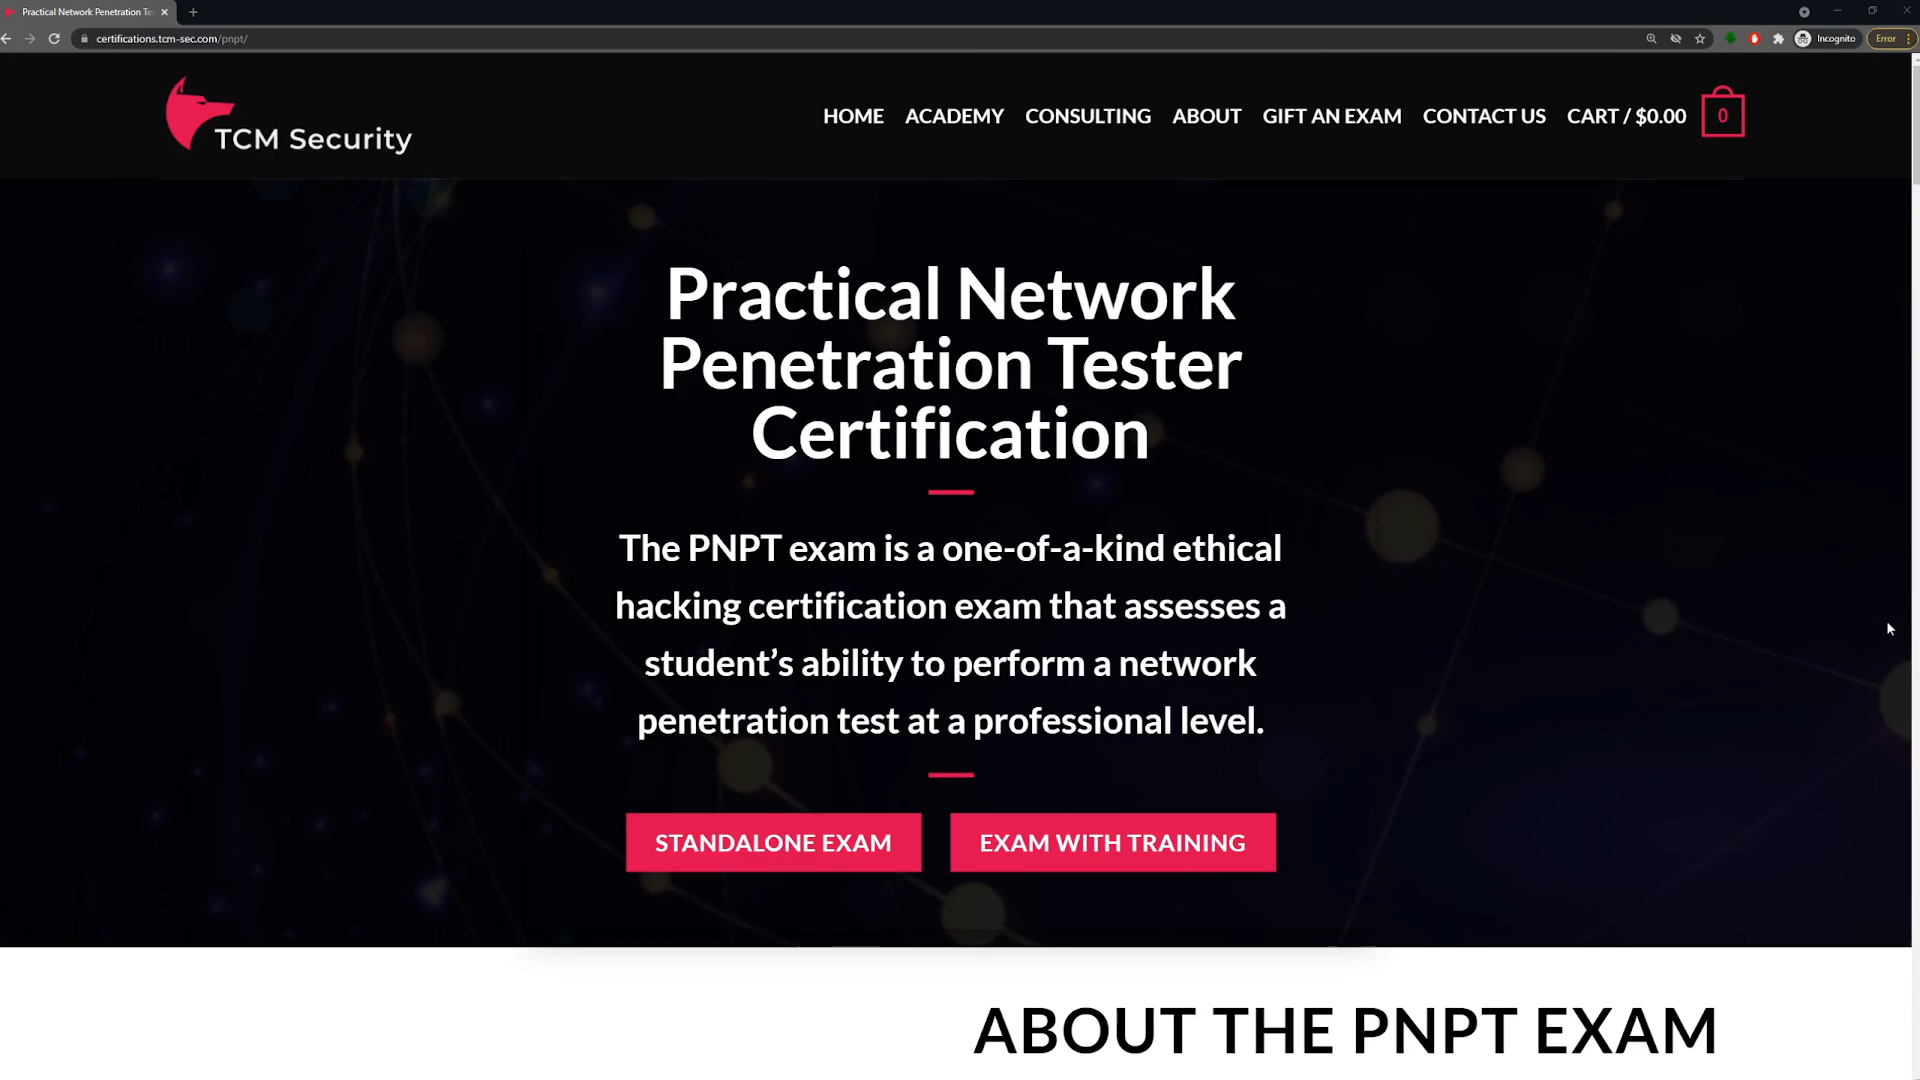 Practical Network Penetration Te
certifications.tcm-sec.com/pnpt/
Incognito
Error
TCM Security
HOME
ACADEMY
CONSULTING
ABOUT
GIFT AN EXAM
CONTACT US
CART / $0.00
0
Practical Network
Penetration Tester
Certification
The PNPT exam is a one-of-a-kind ethical
hacking certification exam that assesses a
student’s ability to perform a network
penetration test at a professional level.
STANDALONE EXAM
EXAM WITH TRAINING
ABOUT THE PNPT EXAM